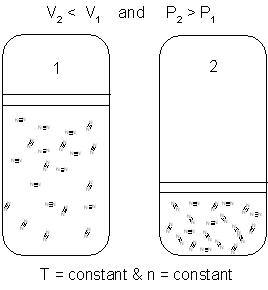 V₂ < V₁ and P₂ > P₁
1
2
T = constant & n = constant